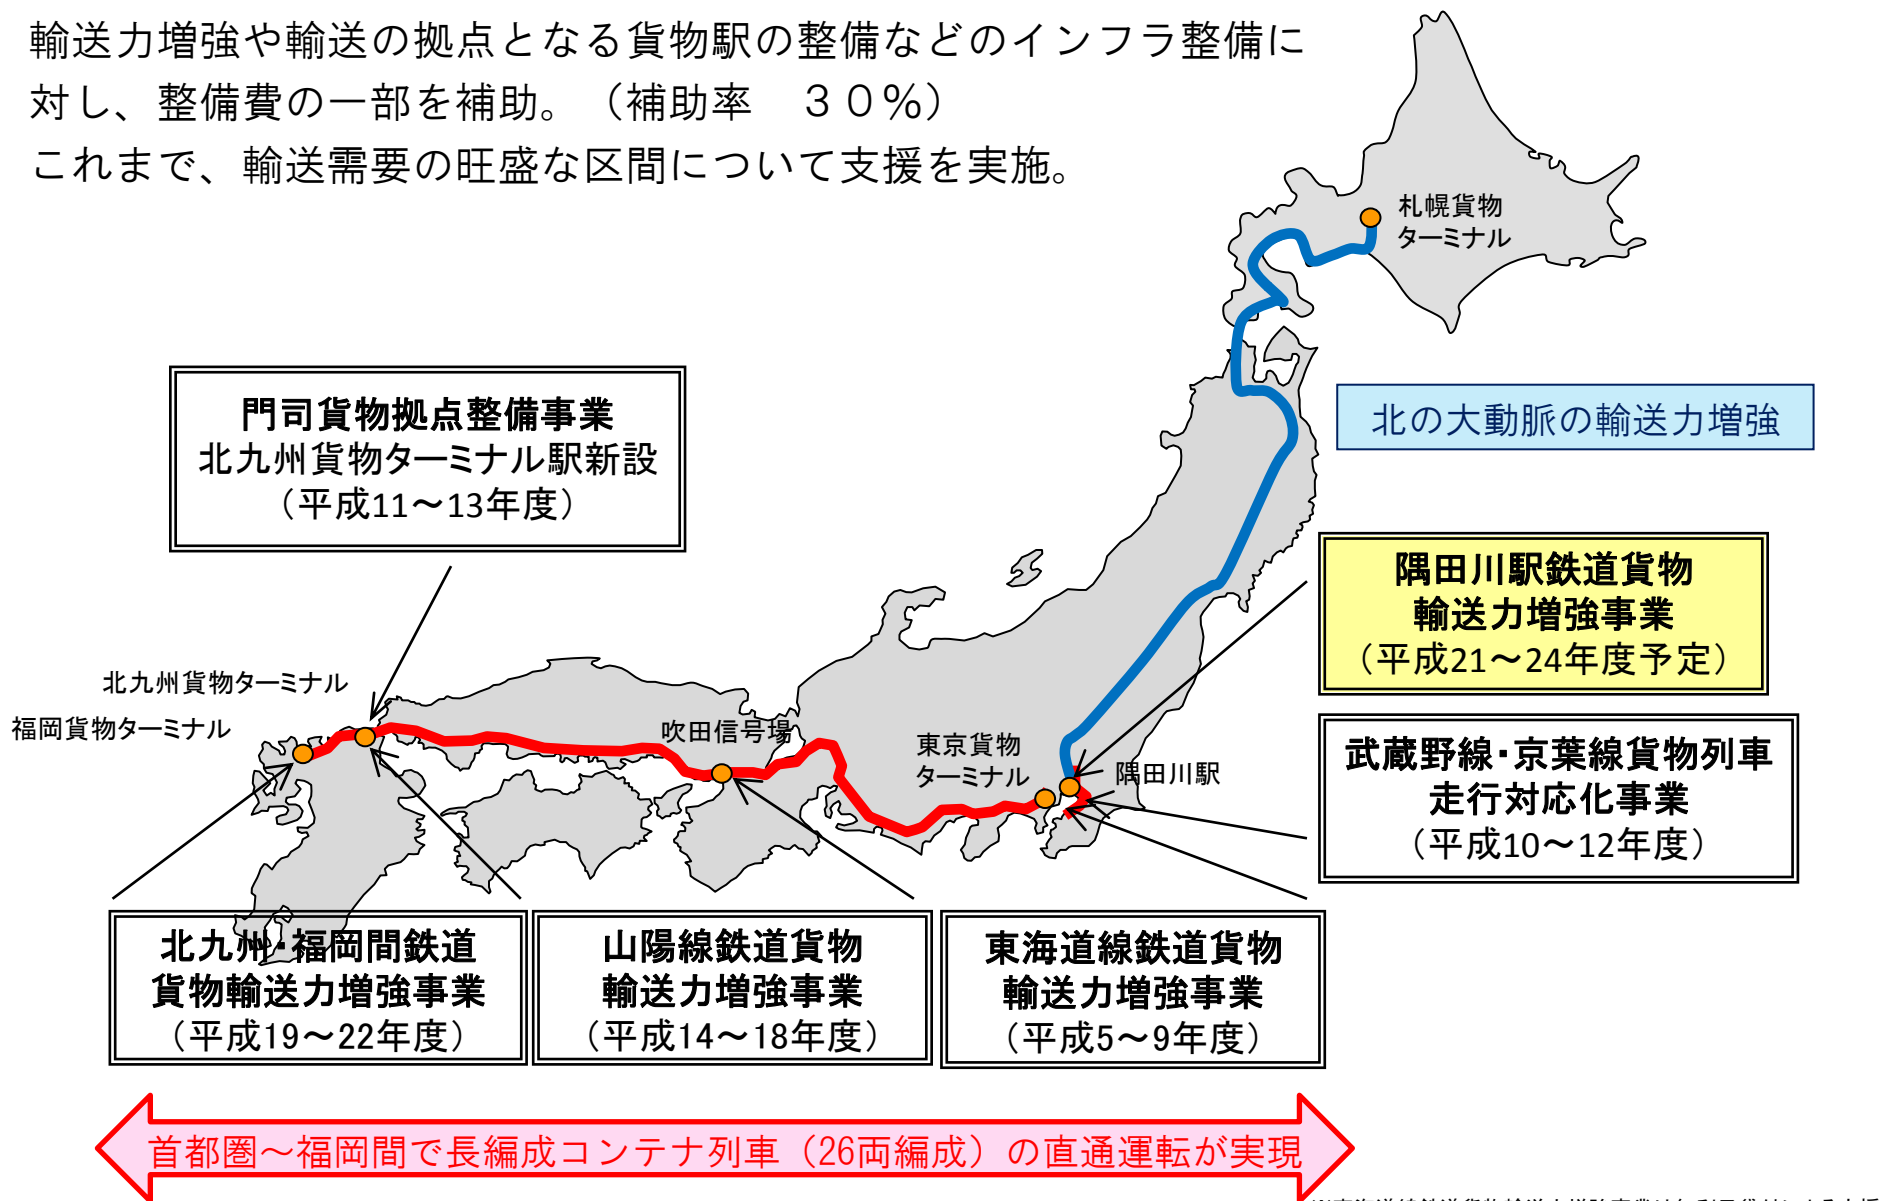 輸送力増強や輸送の拠点となる貨物駅の整備などのインフラ整備に
対し、整備費の一部を補助。（補助率　３０％）
これまで、輸送需要の旺盛な区間について支援を実施。
札幌貨物
ターミナル
門司貨物拠点整備事業
北九州貨物ターミナル駅新設
（平成11～13年度）
北の大動脈の輸送力増強
隅田川駅鉄道貨物
輸送力増強事業
（平成21～24年度予定）
北九州貨物ターミナル
福岡貨物ターミナル
吹田信号場
東京貨物
ターミナル
隅田川駅
武蔵野線・京葉線貨物列車
走行対応化事業
（平成10～12年度）
北九州・福岡間鉄道
貨物輸送力増強事業
（平成19～22年度）
山陽線鉄道貨物
輸送力増強事業
（平成14～18年度）
東海道線鉄道貨物
輸送力増強事業
（平成5～9年度）
首都圏～福岡間で長編成コンテナ列車（26両編成）の直通運転が実現